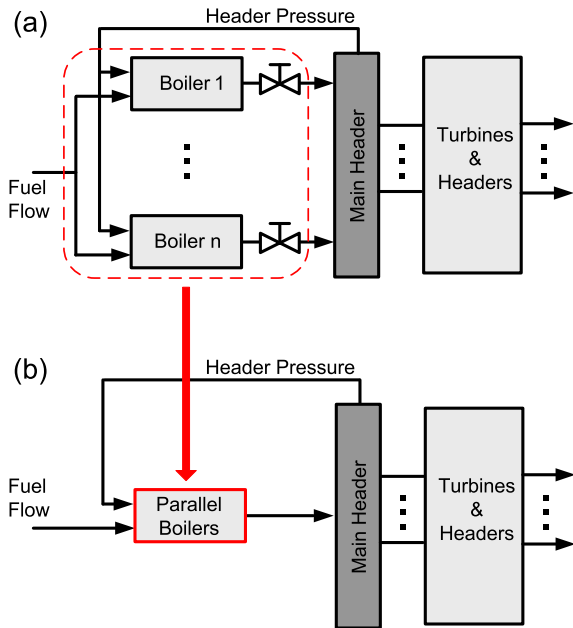 (a)
Header Pressure
Boiler 1
Fuel
Flow
Boiler n
Main Header
Turbines
&
Headers
(b)
Header Pressure
Fuel
Flow
Parallel
Boilers
Main Header
Turbines
&
Headers